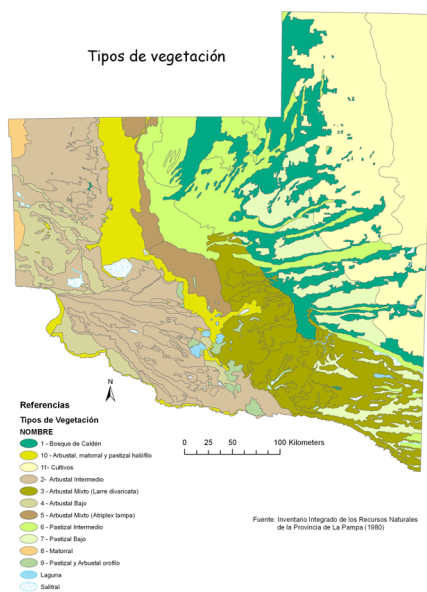 Tipos de vegetación
N
0 25 50 100 Kilometers
Referencias
Tipos de Vegetación
NOMBRE
1 - Bosque de Caldén
10 - Arbustal, matorral y pastizal halófilo
11- Cultivos
2- Arbustal Intermedio
3 - Arbustal Mixto (Larre divaricata)
4 - Arbustal Bajo
5 - Arbustal Mixto (Atriplex lampa)
6 - Pastizal Intermedio
7 - Pastizal Bajo
8 - Matorral
9 - Pastizal y Arbustal orofilo
Laguna
Salitral
Fuente: Inventario Integrado de los Recursos Naturales
de la Provincia de La Pampa (1980)